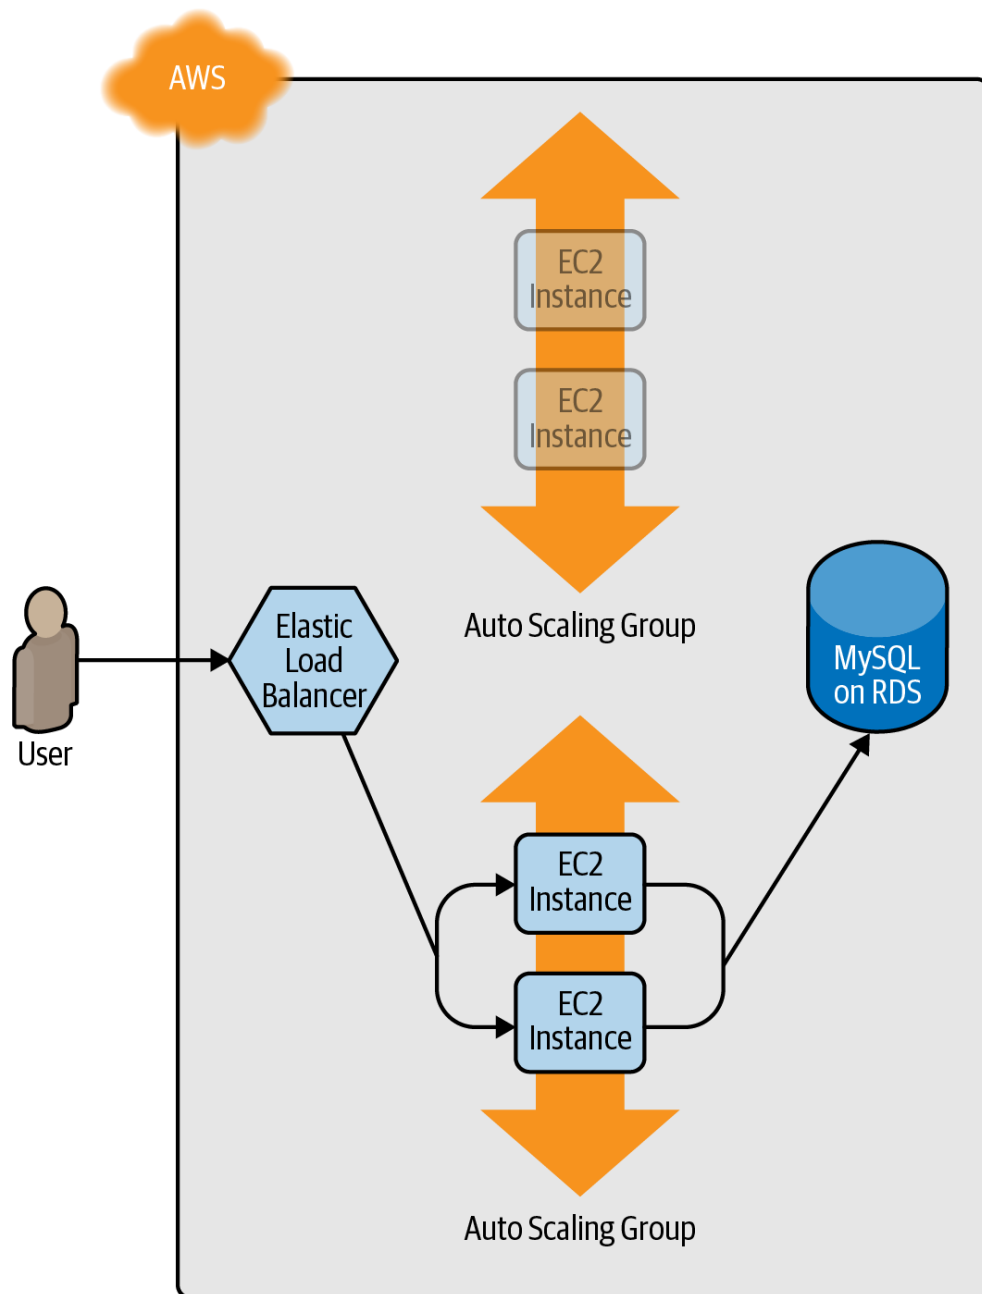 AWS
EC2
Instance
EC2
Instance
Auto Scaling Group
Elastic
Load
Balancer
User
MySQL
on RDS
EC2
Instance
EC2
Instance
Auto Scaling Group